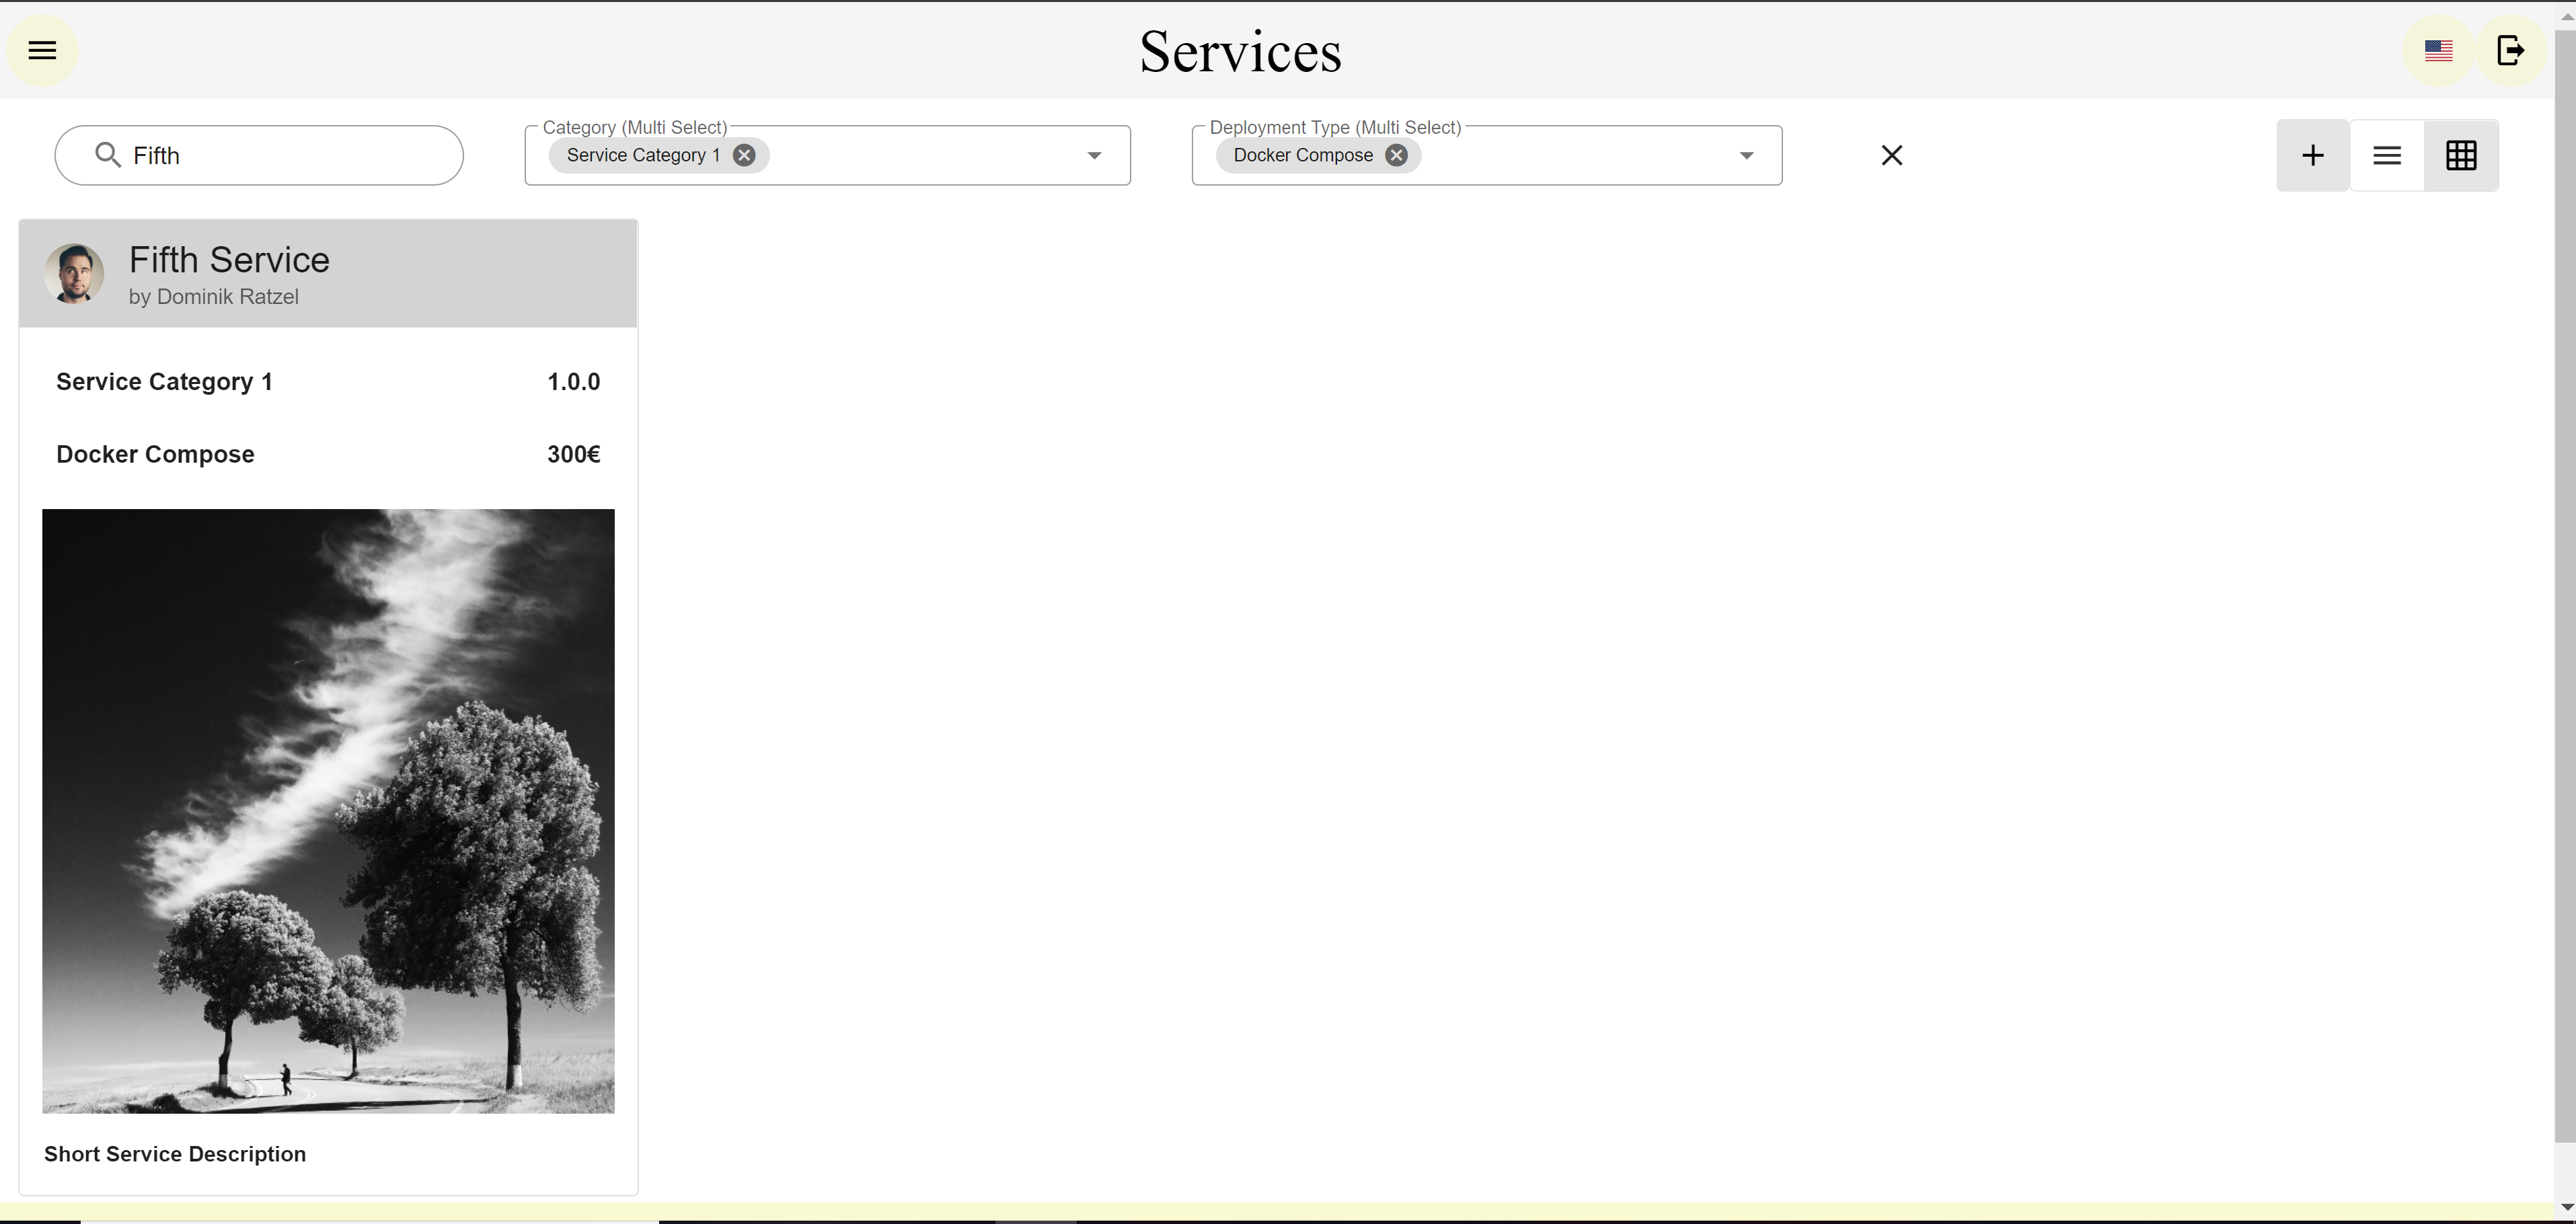 Services
Fifth
Category (Multi Select)
Service Category 1
Deployment Type (Multi Select)
Docker Compose
Fifth Service
by Dominik Ratzel
Service Category 1 1.0.0
Docker Compose 300€
Short Service Description